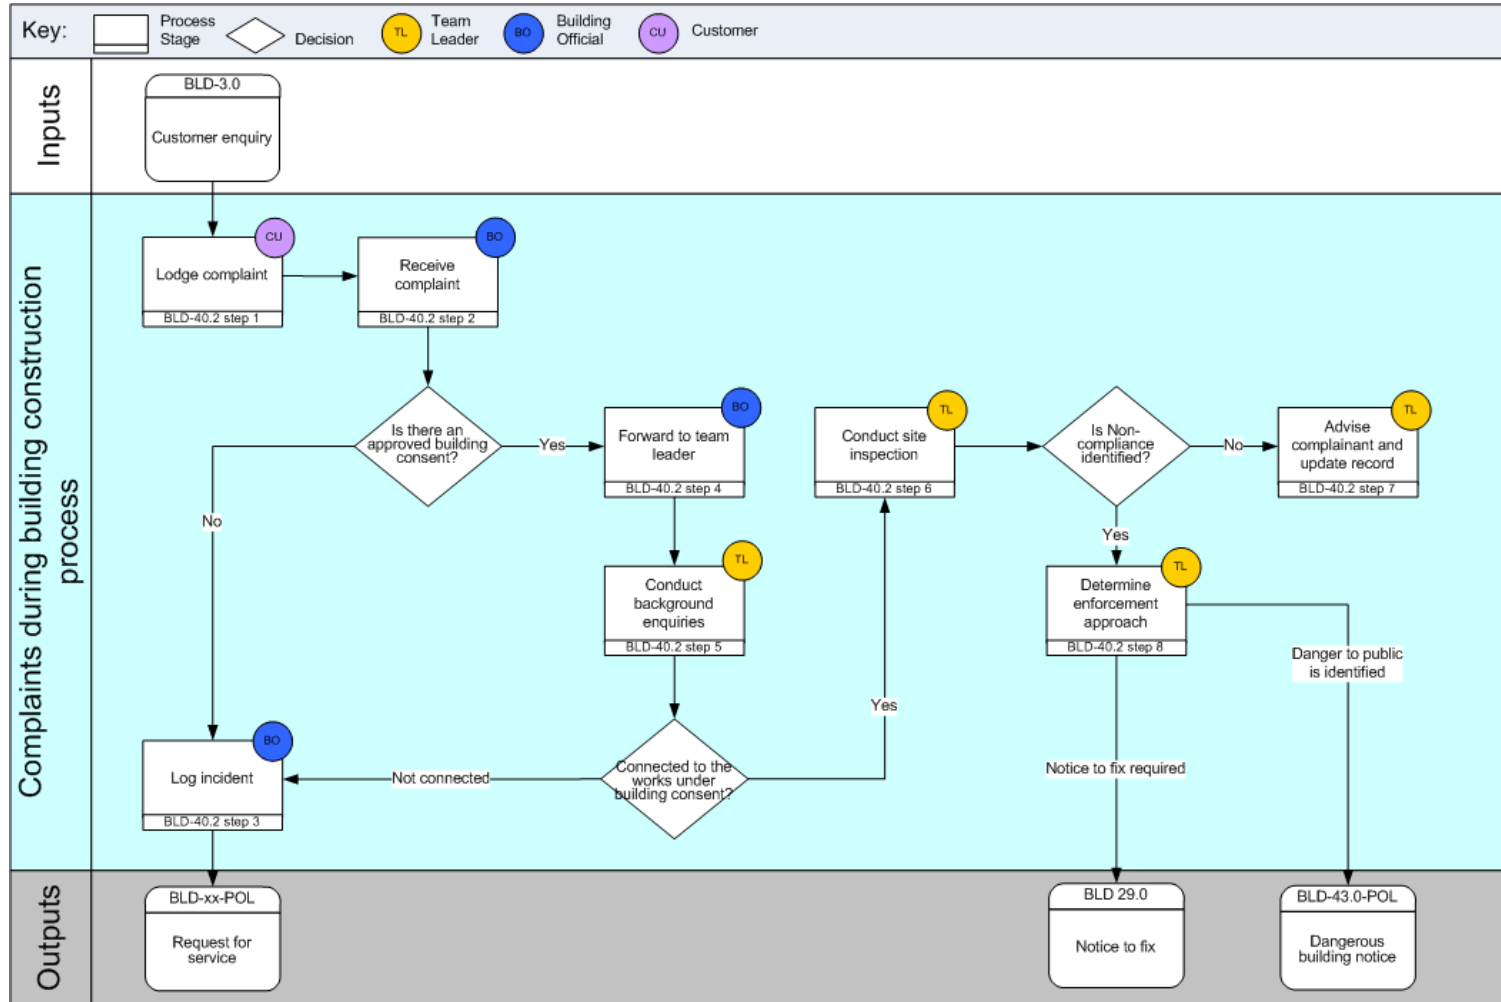 Key:
Process
Stage
Decision
TL
Team
Leader
BO
Building
Official
CU
Customer
Inputs
BLD-3.0
Customer enquiry
Complaints during building construction
process
CU
Lodge complaint
BLD-40.2 step 1
BO
Receive
complaint
BLD-40.2 step 2
Is there an
approved building
consent?
Yes
No
BO
Forward to team
leader
BLD-40.2 step 4
TL
Conduct site
inspection
BLD-40.2 step 6
Is Non-
compliance
identified?
No
TL
Advise
complainant and
update record
BLD-40.2 step 7
Yes
TL
Conduct
background
enquiries
BLD-40.2 step 5
TL
Determine
enforcement
approach
BLD-40.2 step 8
Danger to public
is identified
Yes
BO
Log incident
BLD-40.2 step 3
Not connected
Connected to the
works under
building consent?
Notice to fix required
Outputs
BLD-xx-POL
Request for
service
BLD 29.0
Notice to fix
BLD-43.0-POL
Dangerous
building notice